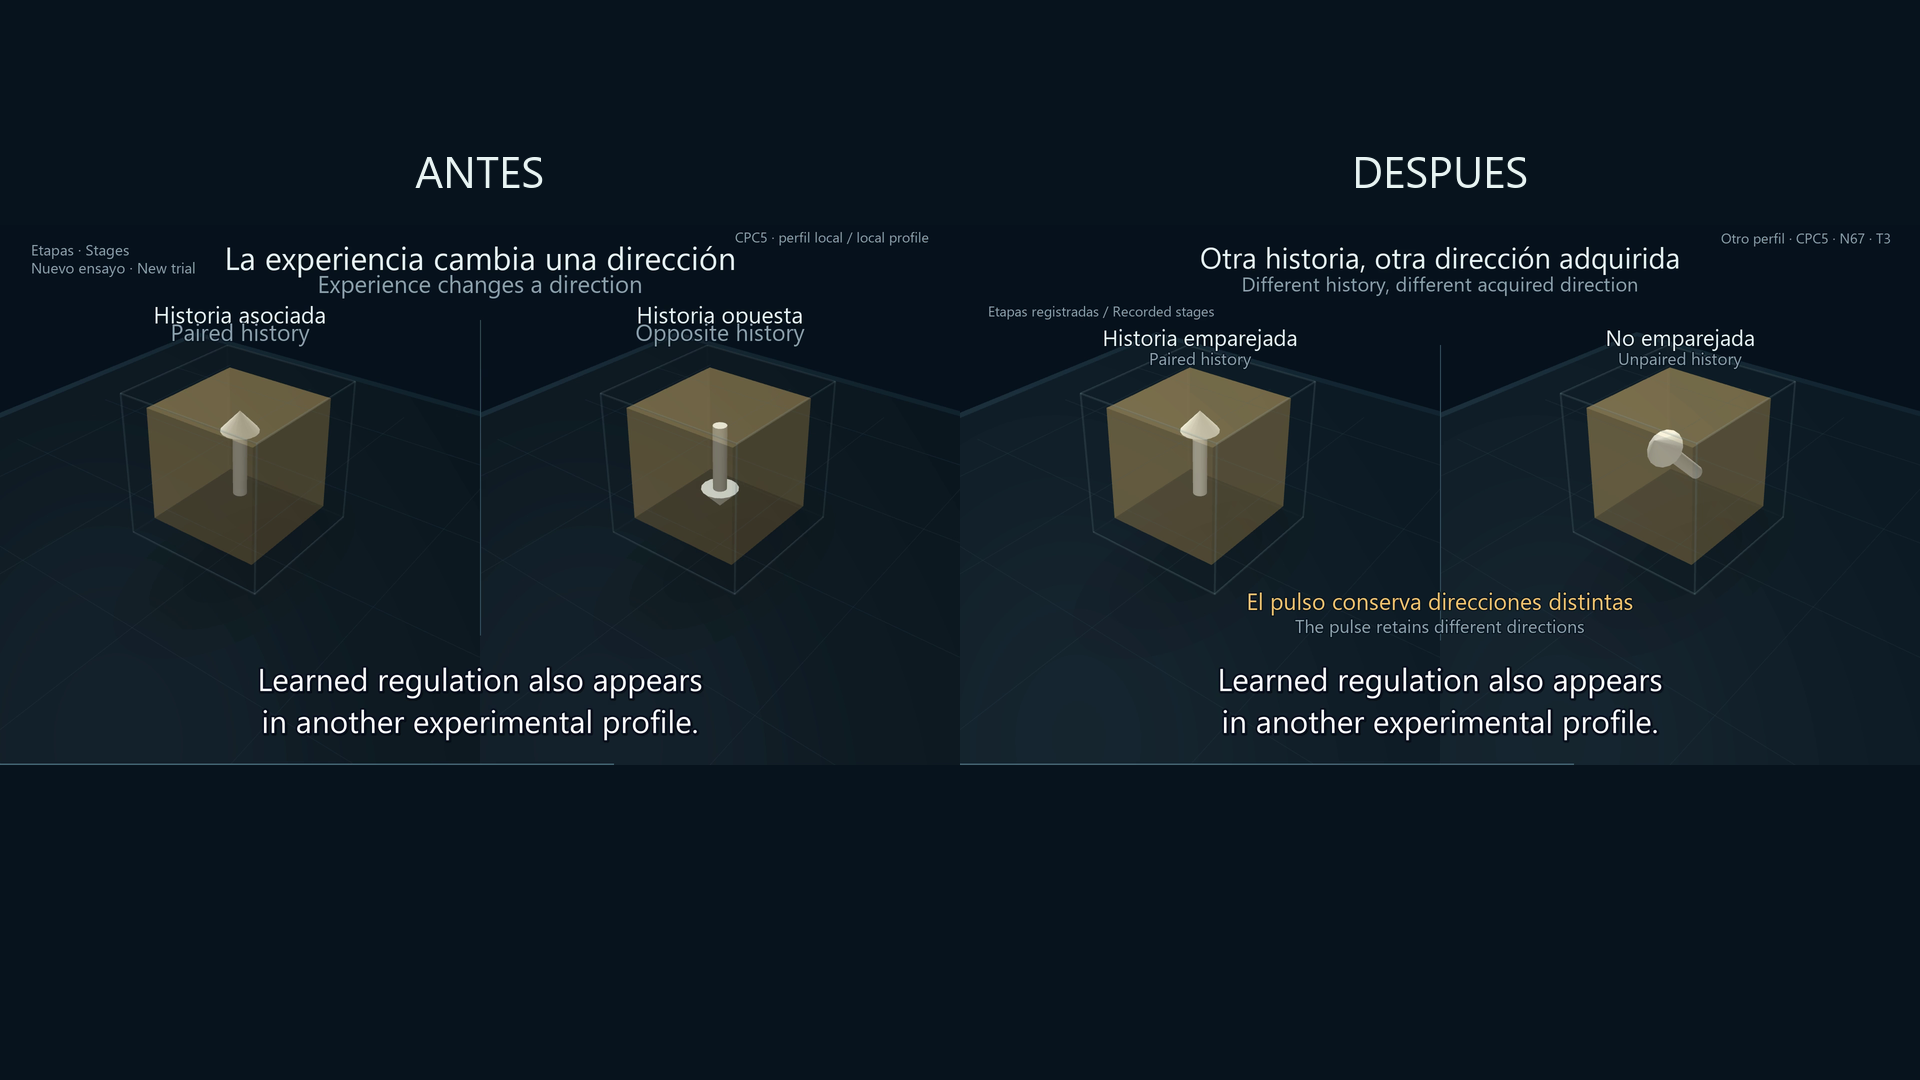 ANTES
CPC5 · perfil local / local profile
Etapas · Stages
Nuevo ensayo · New trial
La experiencia cambia una dirección
Experience changes a direction
Historia asociada
Paired history
Historia opuesta
Opposite history
Learned regulation also appears
in another experimental profile.
DESPUES
Otro perfil · CPC5 · N67 · T3
Otra historia, otra dirección adquirida
Different history, different acquired direction
Etapas registradas / Recorded stages
Historia emparejada
Paired history
No emparejada
Unpaired history
El pulso conserva direcciones distintas
The pulse retains different directions
Learned regulation also appears
in another experimental profile.